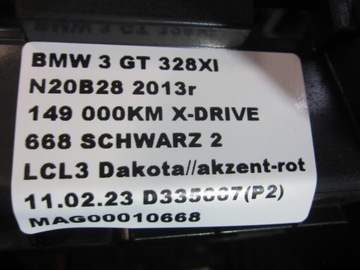 BMW 3 GT 328XI
N20B28 2013r
149 000KM X-DRIVE
668 SCHWARZ 2
LCL3 Dakota//akzent-rot
11.02.23 D335667(P2)
MAG00010668